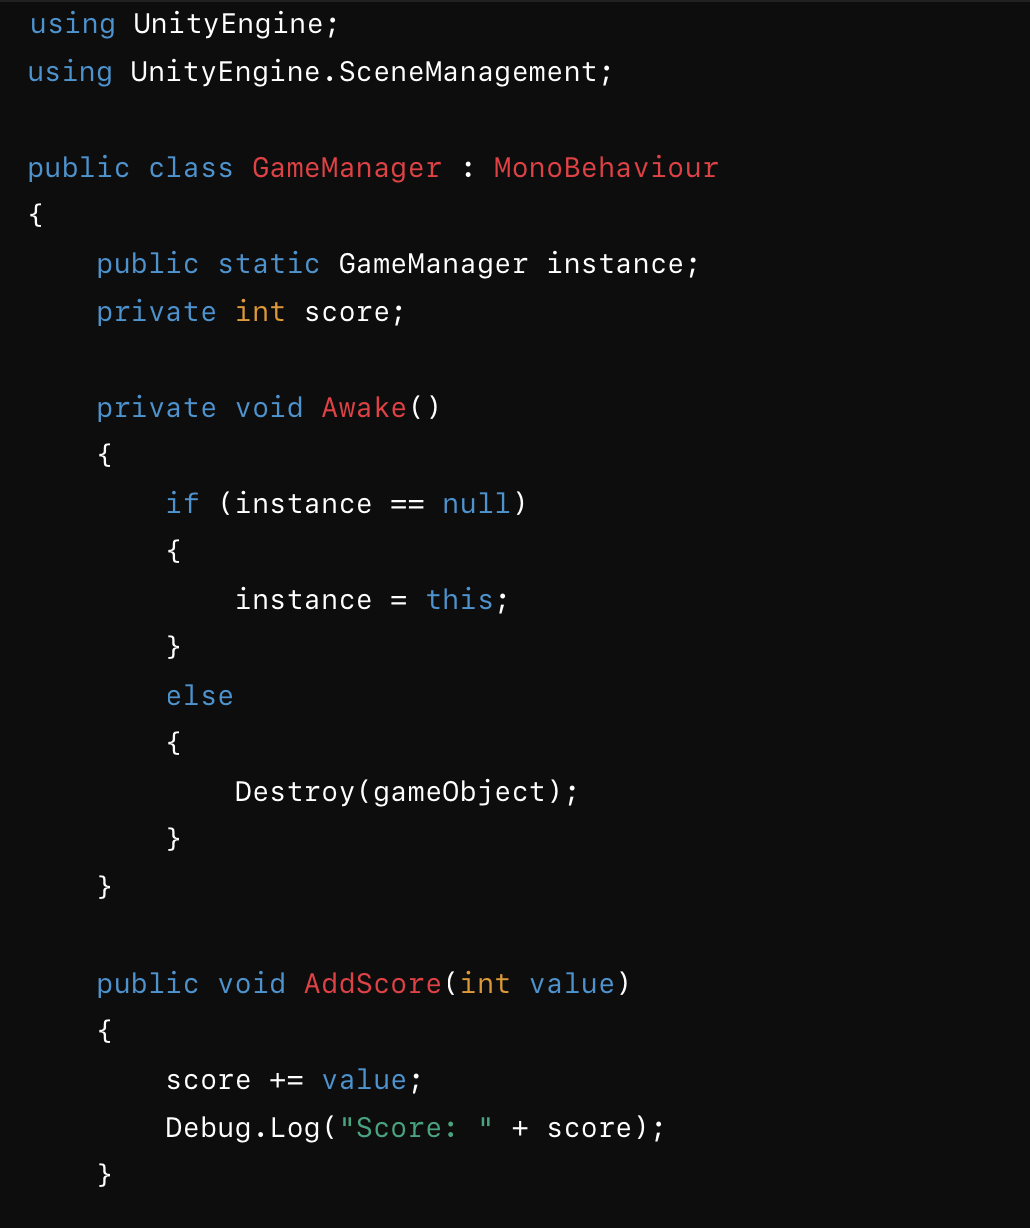 using UnityEngine;
using UnityEngine.SceneManagement;

public class GameManager : MonoBehaviour
{
    public static GameManager instance;
    private int score;

    private void Awake()
    {
        if (instance == null)
        {
            instance = this;
        }
        else
        {
            Destroy(gameObject);
        }
    }

    public void AddScore(int value)
    {
        score += value;
        Debug.Log("Score: " + score);
    }